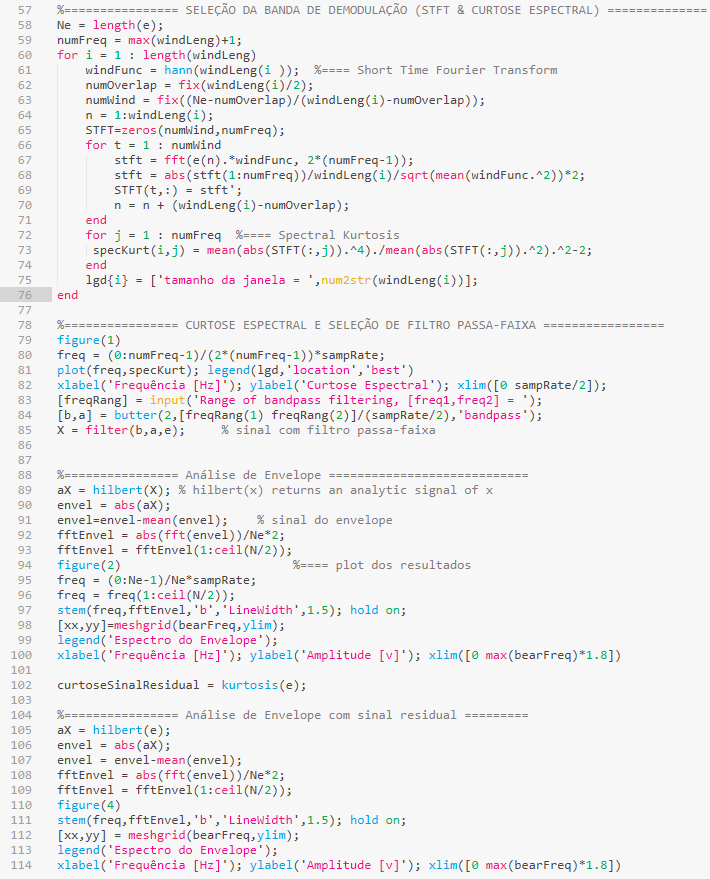 57 %================ SELEÇÃO DA BANDA DE DEMODULAÇÃO (STFT & CURTOSE ESPECTRAL) ==============
58 Ne = length(e);
59 numFreq = max(windLeng)+1;
60 for i = 1 : length(windLeng)
61 windFunc = hann(windLeng(i )); %==== Short Time Fourier Transform
62 numOverlap = fix(windLeng(i)/2);
63 numWind = fix((Ne-numOverlap)/(windLeng(i)-numOverlap));
64 n = 1:windLeng(i);
65 STFT=zeros(numWind,numFreq);
66 for t = 1 : numWind
67 stft = fft(e(n).*windFunc, 2*(numFreq-1));
68 stft = abs(stft(1:numFreq))/windLeng(i)/sqrt(mean(windFunc.^2))*2;
69 STFT(t,:) = stft';
70 n = n + (windLeng(i)-numOverlap);
71 end
72 for j = 1 : numFreq %==== Spectral Kurtosis
73 specKurt(i,j) = mean(abs(STFT(:,j)).^4)./mean(abs(STFT(:,j)).^2).^2-2;
74 end
75 lgd{i} = ['tamanho da janela = ',num2str(windLeng(i))];
76 end
77
78 %================ CURTOSE ESPECTRAL E SELEÇÃO DE FILTRO PASSA-FAIXA =================
79 figure(1)
80 freq = (0:numFreq-1)/(2*(numFreq-1))*sampRate;
81 plot(freq,specKurt); legend(lgd,'location','best')
82 xlabel('Frequência [Hz]'); ylabel('Curtose Espectral'); xlim([0 sampRate/2]);
83 [freqRang] = input('Range of bandpass filtering, [freq1,freq2] = ');
84 [b,a] = butter(2,[freqRang(1) freqRang(2)]/(sampRate/2),'bandpass');
85 X = filter(b,a,e); % sinal com filtro passa-faixa
86
87
88 %================ Análise de Envelope ============================
89 aX = hilbert(X); % hilbert(x) returns an analytic signal of x
90 envel = abs(aX);
91 envel=envel-mean(envel); % sinal do envelope
92 fftEnvel = abs(fft(envel))/Ne*2;
93 fftEnvel = fftEnvel(1:ceil(N/2));
94 figure(2) %==== plot dos resultados
95 freq = (0:Ne-1)/Ne*sampRate;
96 freq = freq(1:ceil(N/2));
97 stem(freq,fftEnvel,'b','LineWidth',1.5); hold on;
98 [xx,yy]=meshgrid(bearFreq,ylim);
99 legend('Espectro do Envelope');
100 xlabel('Frequência [Hz]'); ylabel('Amplitude [v]'); xlim([0 max(bearFreq)*1.8])
101
102 curtoseSinalResidual = kurtosis(e);
103
104 %================ Análise de Envelope com sinal residual =========
105 aX = hilbert(e);
106 envel = abs(aX);
107 envel = envel-mean(envel);
108 fftEnvel = abs(fft(envel))/Ne*2;
109 fftEnvel = fftEnvel(1:ceil(N/2));
110 figure(4)
111 stem(freq,fftEnvel,'b','LineWidth',1.5); hold on;
112 [xx,yy] = meshgrid(bearFreq,ylim);
113 legend('Espectro do Envelope');
114 xlabel('Frequência [Hz]'); ylabel('Amplitude [v]'); xlim([0 max(bearFreq)*1.8])